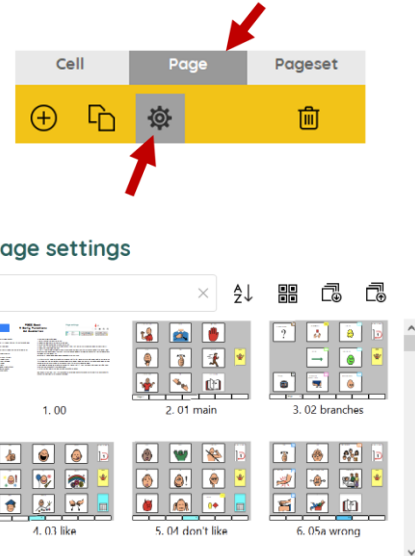 Cell Page Pageset
age settings
1. 00 2. 01 main 3. 02 branches
4. 03 like 5. 04 don't like 6. 05a wrong